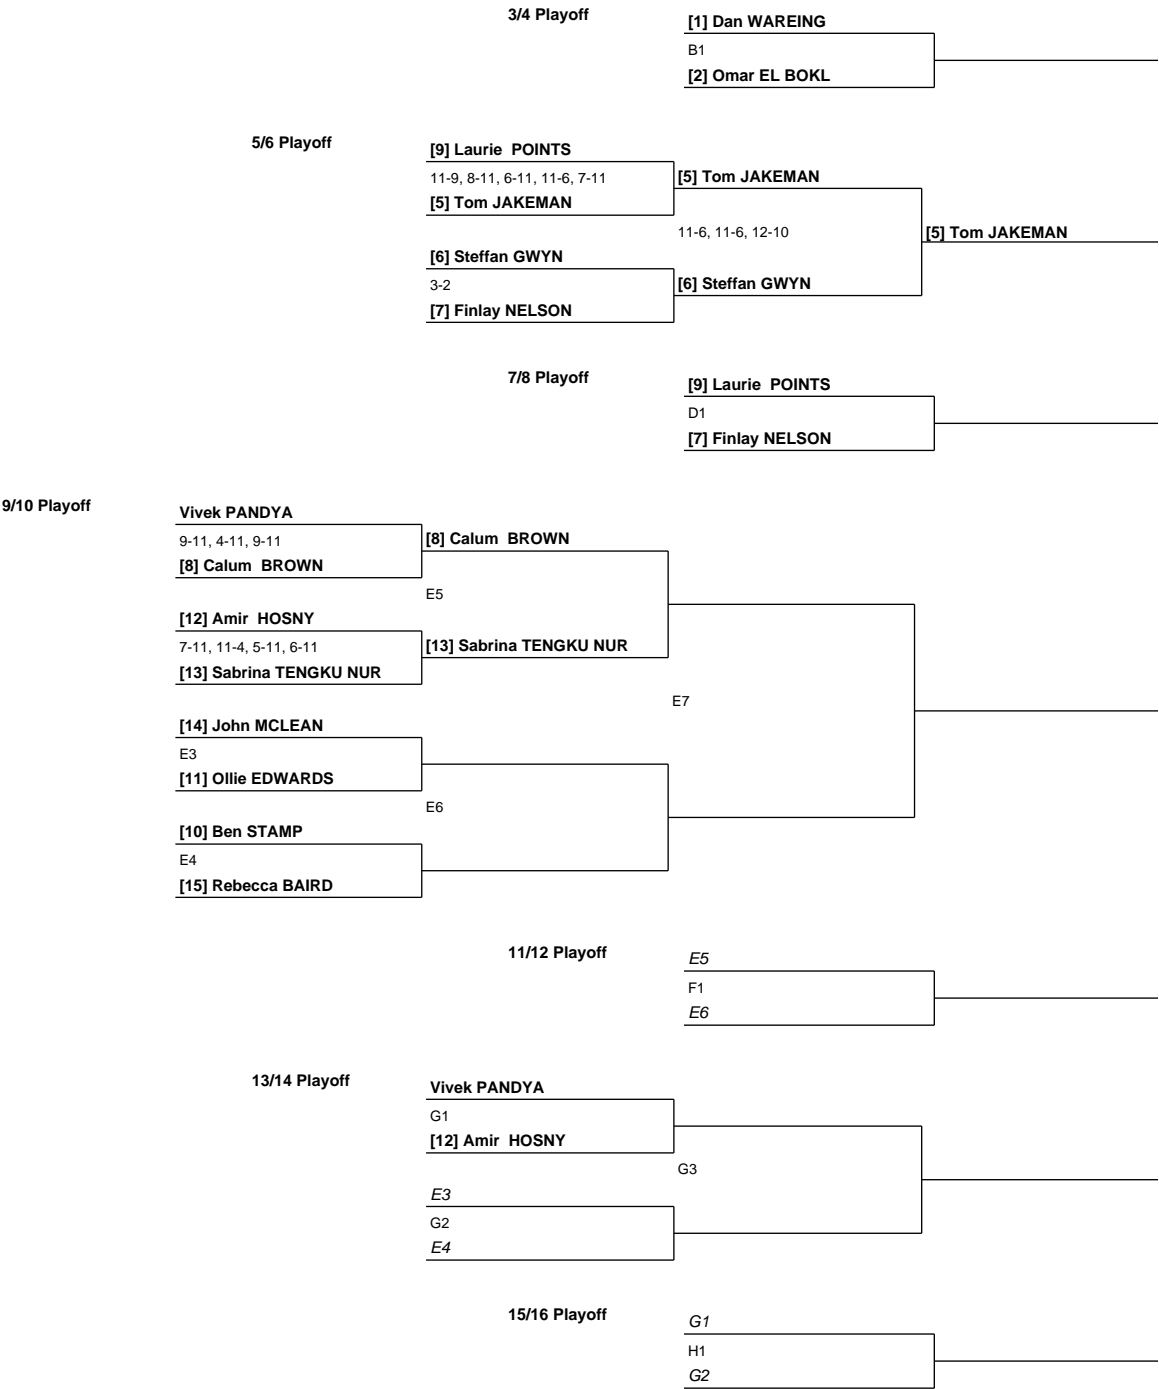 3/4 Playoff
[1] Dan WAREING
B1
[2] Omar EL BOKL
5/6 Playoff
[9] Laurie  POINTS
11-9, 8-11, 6-11, 11-6, 7-11
[5] Tom JAKEMAN
[5] Tom JAKEMAN
11-6, 11-6, 12-10
[5] Tom JAKEMAN
[6] Steffan GWYN
3-2
[6] Steffan GWYN
[7] Finlay NELSON
7/8 Playoff
[9] Laurie  POINTS
D1
[7] Finlay NELSON
9/10 Playoff
Vivek PANDYA
9-11, 4-11, 9-11
[8] Calum  BROWN
[8] Calum  BROWN
E5
[12] Amir  HOSNY
7-11, 11-4, 5-11, 6-11
[13] Sabrina TENGKU NUR
[13] Sabrina TENGKU NUR
E7
[14] John MCLEAN
E3
[11] Ollie EDWARDS
E6
[10] Ben STAMP
E4
[15] Rebecca BAIRD
11/12 Playoff
E5
F1
E6
13/14 Playoff
Vivek PANDYA
G1
[12] Amir  HOSNY
G3
E3
G2
E4
15/16 Playoff
G1
H1
G2